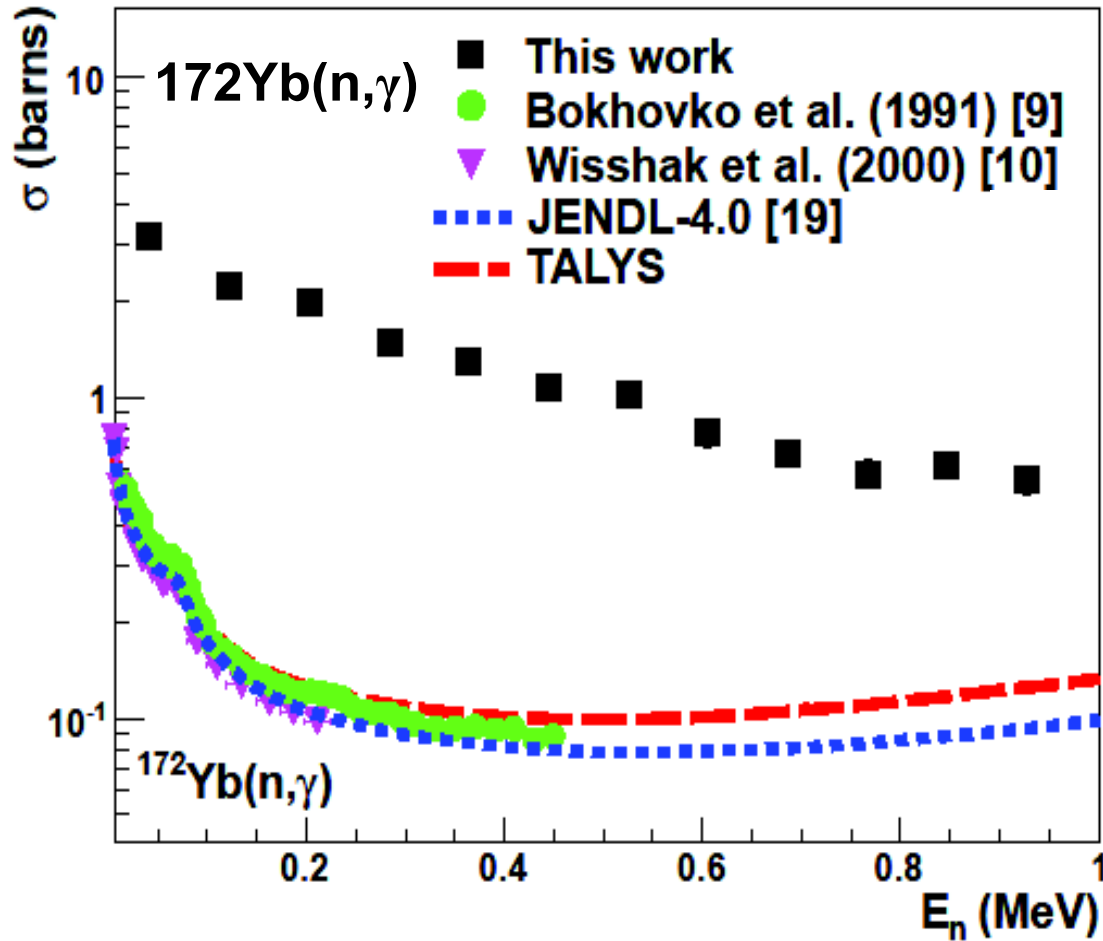 σ (barns)
10
1
10⁻¹
172Yb(n,γ)
This work
Bokhovko et al. (1991) [9]
Wisshak et al. (2000) [10]
JENDL-4.0 [19]
TALYS
¹⁷²Yb(n,γ)
0.2 0.4 0.6 0.8 1
Eₙ (MeV)